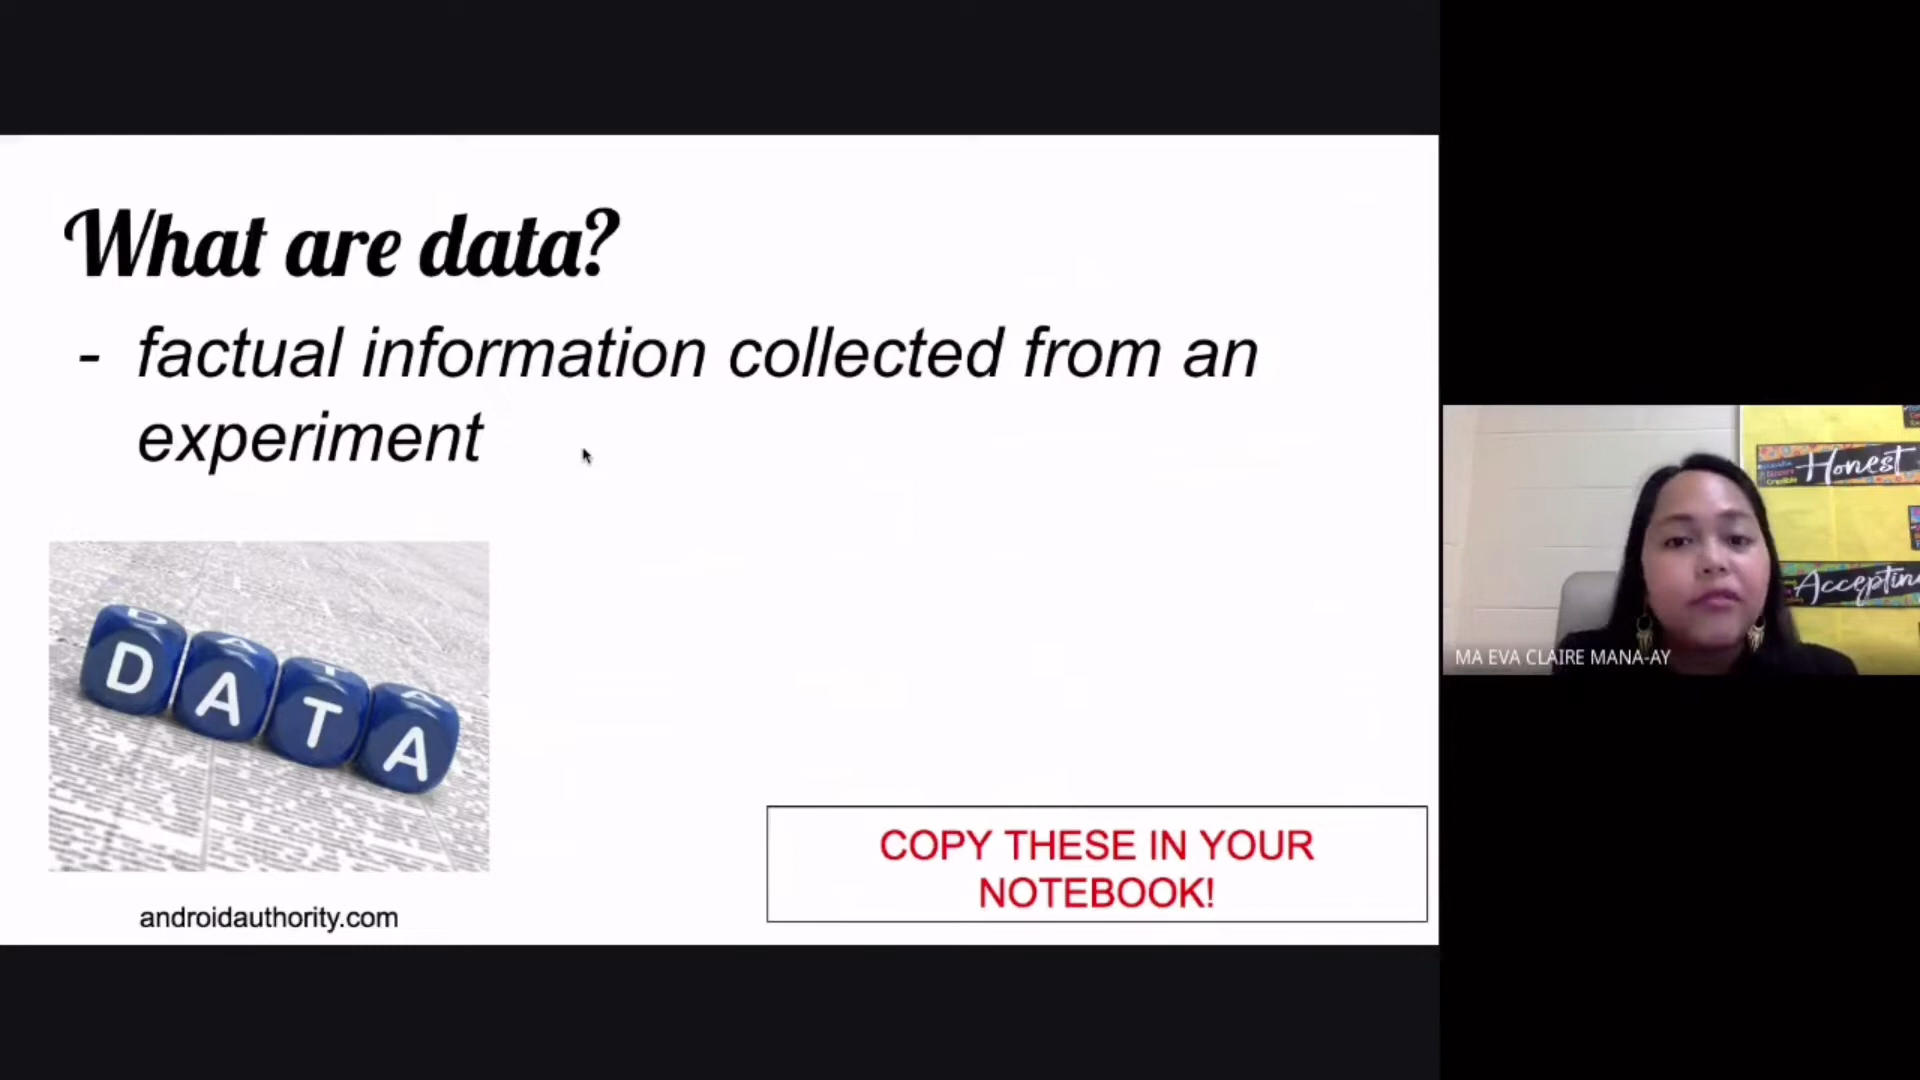 What are data?
- factual information collected from an
experiment
D A T A
D A T A
androidauthority.com
COPY THESE IN YOUR
NOTEBOOK!
Honest
Accepting
MA EVA CLAIRE MANA-AY